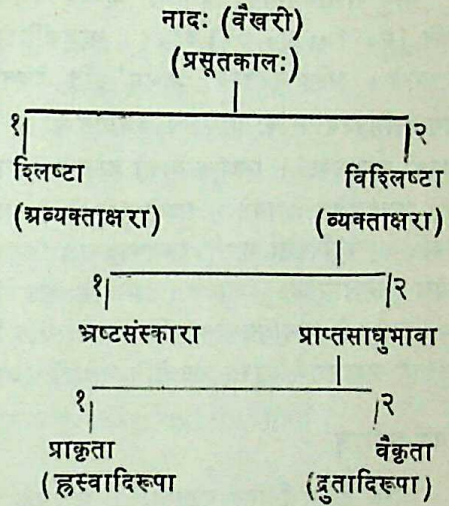 नादः (वैखरी)
(प्रसूतकालः)
१ २
श्लिष्टा विश्लिष्टा
(अव्यक्ताक्षरा) (व्यक्ताक्षरा)
१ २
भ्रष्टसंस्कारा प्राप्तसाधुभावा
१ २
प्राकृता वैकृता
(ह्रस्वादिरूपा (द्रुतादिरूपा)